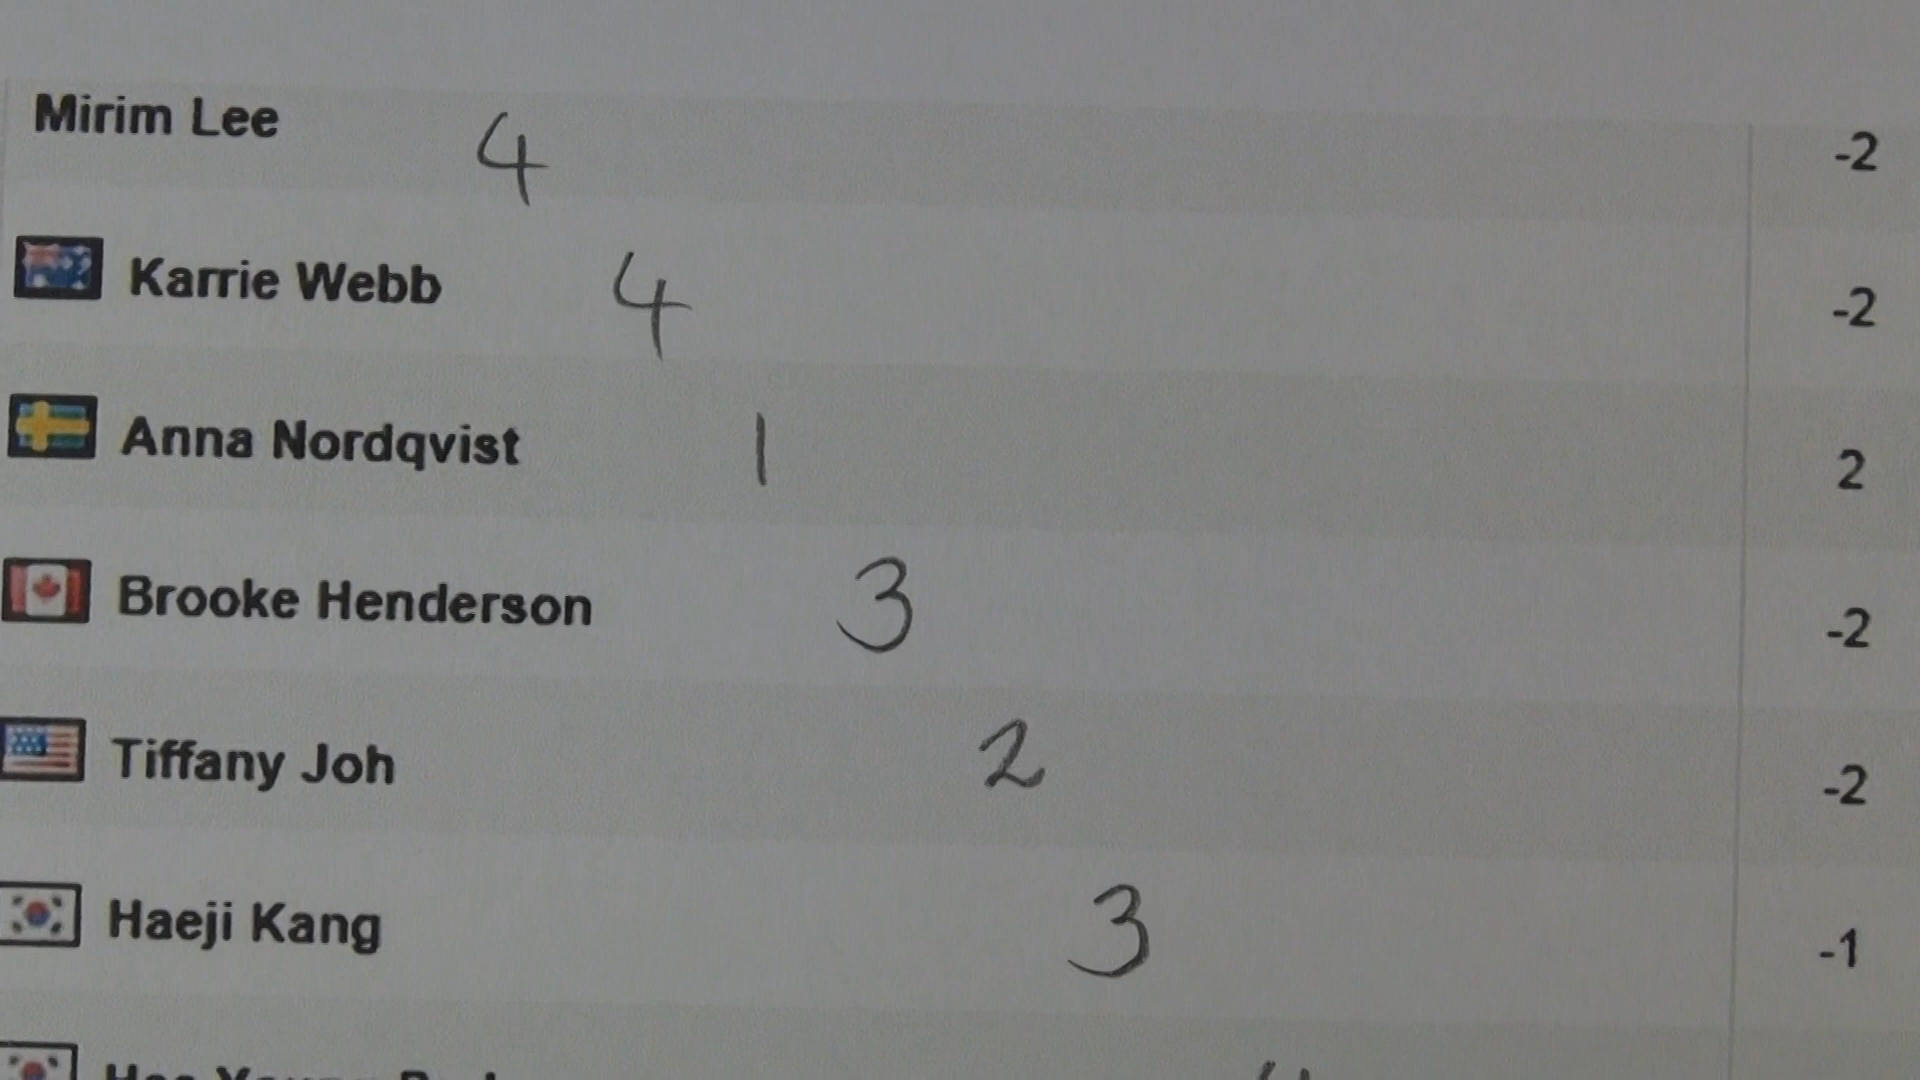 Mirim Lee 4 -2
Karrie Webb 4 -2
Anna Nordqvist 1 2
Brooke Henderson 3 -2
Tiffany Joh 2 -2
Haeji Kang 3 -1